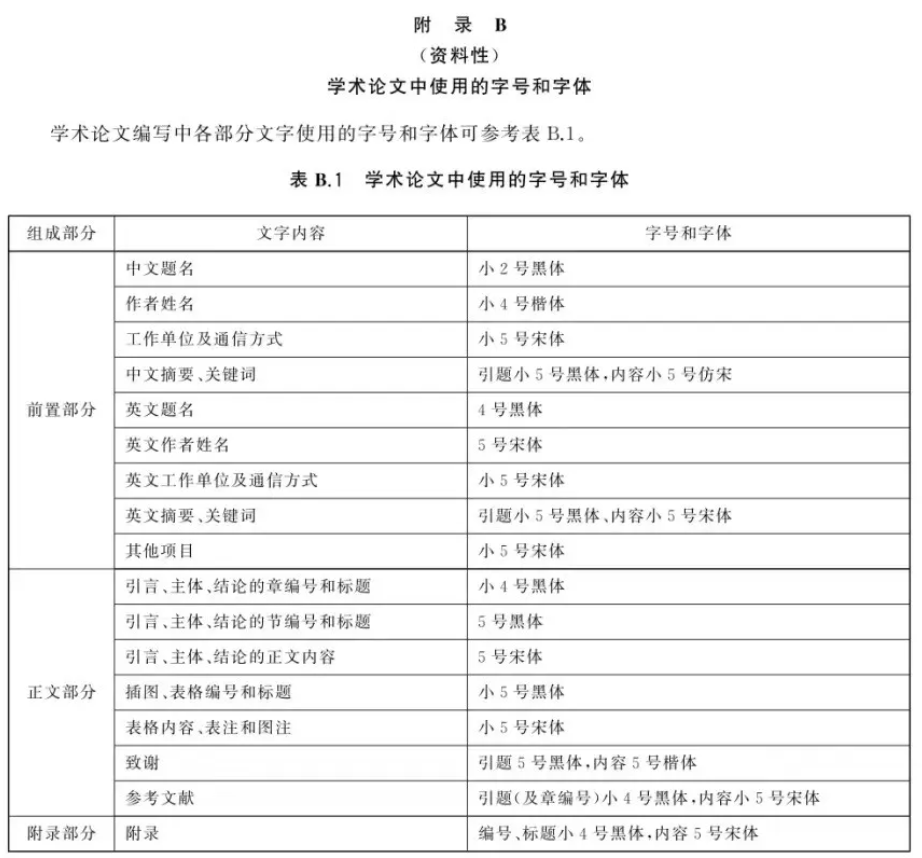 附 录 B
（资料性）
学术论文中使用的字号和字体
学术论文编写中各部分文字使用的字号和字体可参考表 B.1。
表 B.1 学术论文中使用的字号和字体
组成部分 文字内容 字号和字体
前置部分
中文题名 小 2 号黑体
作者姓名 小 4 号楷体
工作单位及通信方式 小 5 号宋体
中文摘要、关键词 引题小 5 号黑体,内容小 5 号仿宋
英文题名 4 号黑体
英文作者姓名 5 号宋体
英文工作单位及通信方式 小 5 号宋体
英文摘要、关键词 引题小 5 号黑体、内容小 5 号宋体
其他项目 小 5 号宋体
正文部分
引言、主体、结论的章编号和标题 小 4 号黑体
引言、主体、结论的节编号和标题 5 号黑体
引言、主体、结论的正文内容 5 号宋体
插图、表格编号和标题 小 5 号黑体
表格内容、表注和图注 小 5 号宋体
致谢 引题 5 号黑体,内容 5 号楷体
参考文献 引题(及章编号)小 4 号黑体,内容小 5 号宋体
附录部分 附录 编号、标题小 4 号黑体,内容 5 号宋体